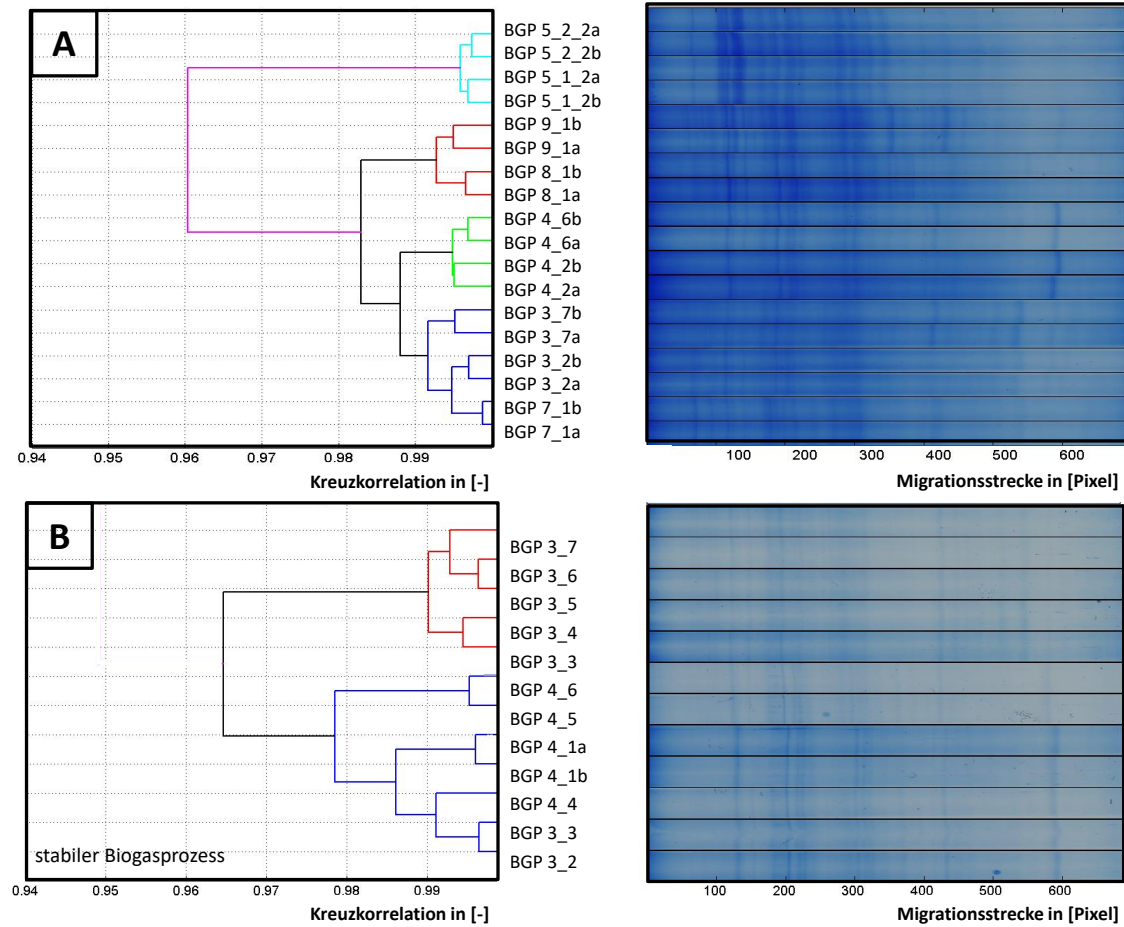 A
BGP 5_2_2a
BGP 5_2_2b
BGP 5_1_2a
BGP 5_1_2b
BGP 9_1b
BGP 9_1a
BGP 8_1b
BGP 8_1a
BGP 4_6b
BGP 4_6a
BGP 4_2b
BGP 4_2a
BGP 3_7b
BGP 3_7a
BGP 3_2b
BGP 3_2a
BGP 7_1b
BGP 7_1a
0.94 0.95 0.96 0.97 0.98 0.99
Kreuzkorrelation in [-]
100 200 300 400 500 600
Migrationsstrecke in [Pixel]
B
BGP 3_7
BGP 3_6
BGP 3_5
BGP 3_4
BGP 3_3
BGP 4_6
BGP 4_5
BGP 4_1a
BGP 4_1b
BGP 4_4
BGP 3_3
BGP 3_2
stabiler Biogasprozess
0.94 0.95 0.96 0.97 0.98 0.99
Kreuzkorrelation in [-]
100 200 300 400 500 600
Migrationsstrecke in [Pixel]